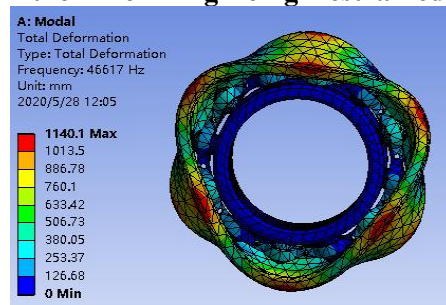 A: Modal
Total Deformation
Type: Total Deformation
Frequency: 46617 Hz
Unit: mm
2020/5/28 12:05
1140.1 Max
1013.5
886.78
760.1
633.42
506.73
380.05
253.37
126.68
0 Min